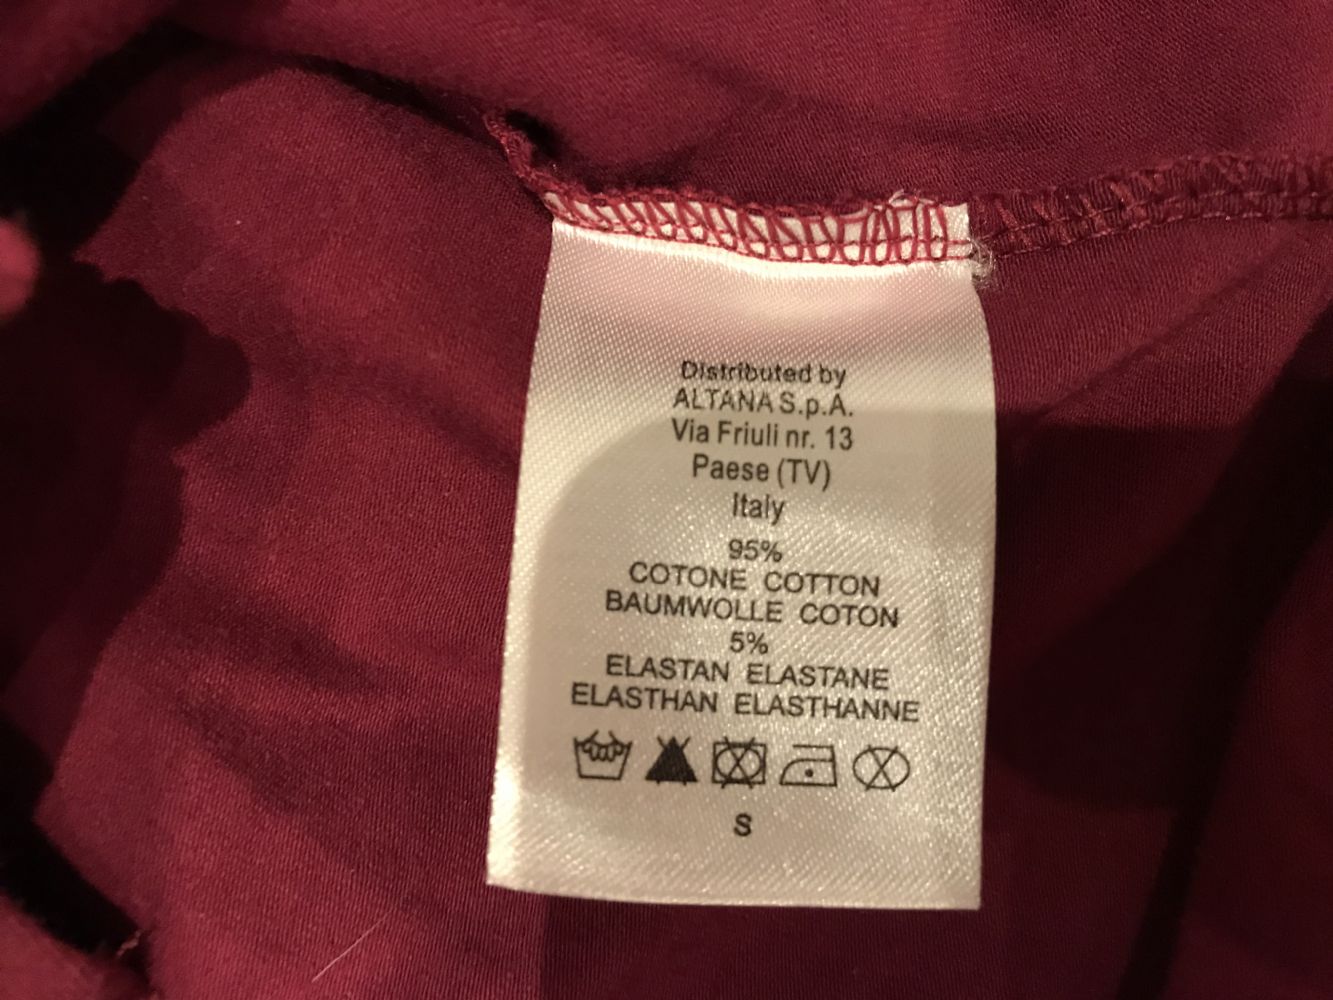 Distributed by
ALTANA S.p.A.
Via Friuli nr. 13
Paese (TV)
Italy
95%
COTONE COTTON
BAUMWOLLE COTON
5%
ELASTAN ELASTANE
ELASTHAN ELASTHANNE
S